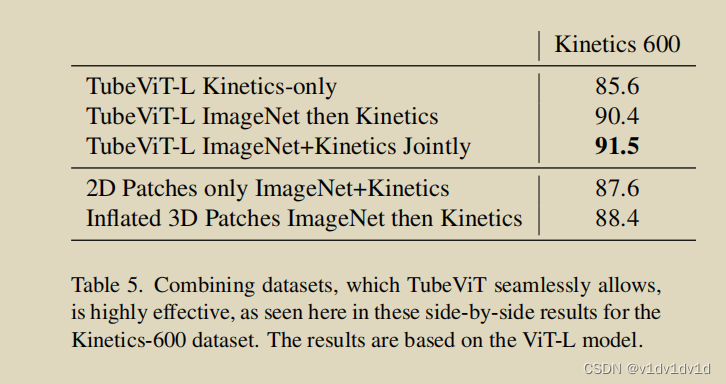 Kinetics 600
TubeViT-L Kinetics-only 85.6
TubeViT-L ImageNet then Kinetics 90.4
TubeViT-L ImageNet+Kinetics Jointly 91.5
2D Patches only ImageNet+Kinetics 87.6
Inflated 3D Patches ImageNet then Kinetics 88.4
Table 5. Combining datasets, which TubeViT seamlessly allows,
is highly effective, as seen here in these side-by-side results for the
Kinetics-600 dataset. The results are based on the ViT-L model.
CSDN @v1dv1dv1d